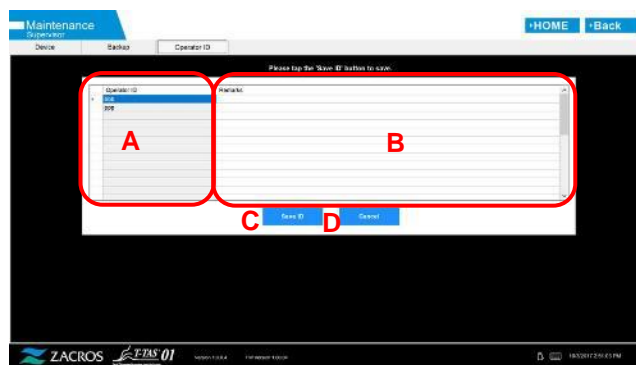 Maintenance
Supervisor
HOME
Back
Device
Backup
Operator ID
Please tap the 'Save ID' button to save.
Operator ID
Remarks
A
B
C
Save ID
D
Cancel
ZACROS
T-TAS 01